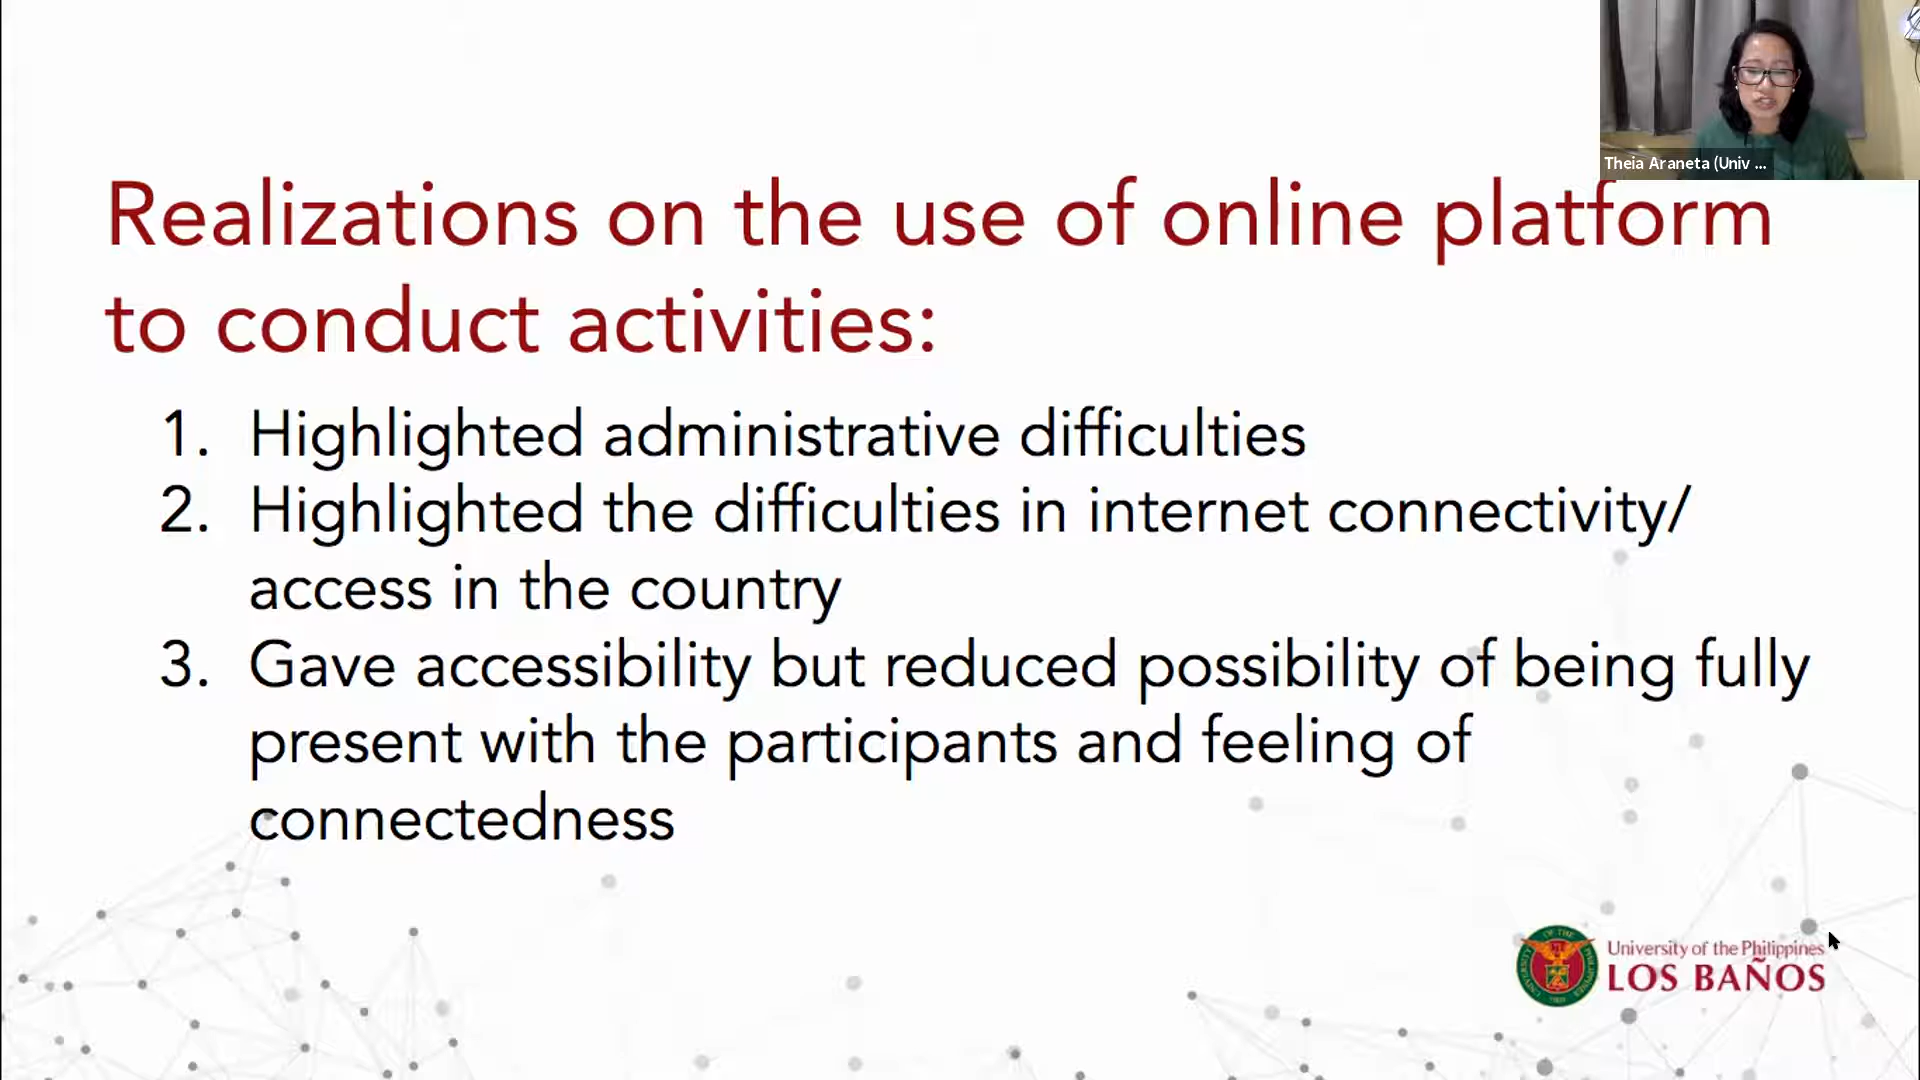 Theia Araneta (Univ ...
Realizations on the use of online platform
to conduct activities:
1. Highlighted administrative difficulties
2. Highlighted the difficulties in internet connectivity/
access in the country
3. Gave accessibility but reduced possibility of being fully
present with the participants and feeling of
connectedness
University of the Philippines
LOS BAÑOS